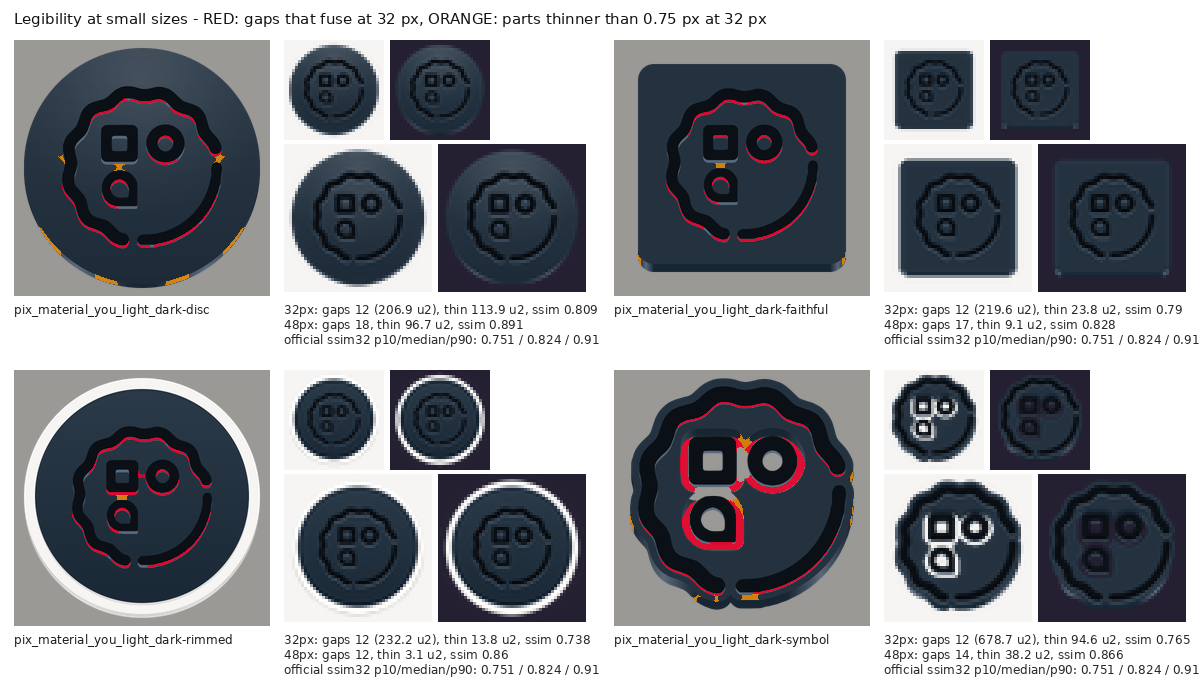 Legibility at small sizes - RED: gaps that fuse at 32 px, ORANGE: parts thinner than 0.75 px at 32 px
pix_material_you_light_dark-disc
32px: gaps 12 (206.9 u2), thin 113.9 u2, ssim 0.809
48px: gaps 18, thin 96.7 u2, ssim 0.891
official ssim32 p10/median/p90: 0.751 / 0.824 / 0.91
pix_material_you_light_dark-faithful
32px: gaps 12 (219.6 u2), thin 23.8 u2, ssim 0.79
48px: gaps 17, thin 9.1 u2, ssim 0.828
official ssim32 p10/median/p90: 0.751 / 0.824 / 0.91
pix_material_you_light_dark-rimmed
32px: gaps 12 (232.2 u2), thin 13.8 u2, ssim 0.738
48px: gaps 12, thin 3.1 u2, ssim 0.86
official ssim32 p10/median/p90: 0.751 / 0.824 / 0.91
pix_material_you_light_dark-symbol
32px: gaps 12 (678.7 u2), thin 94.6 u2, ssim 0.765
48px: gaps 14, thin 38.2 u2, ssim 0.866
official ssim32 p10/median/p90: 0.751 / 0.824 / 0.91